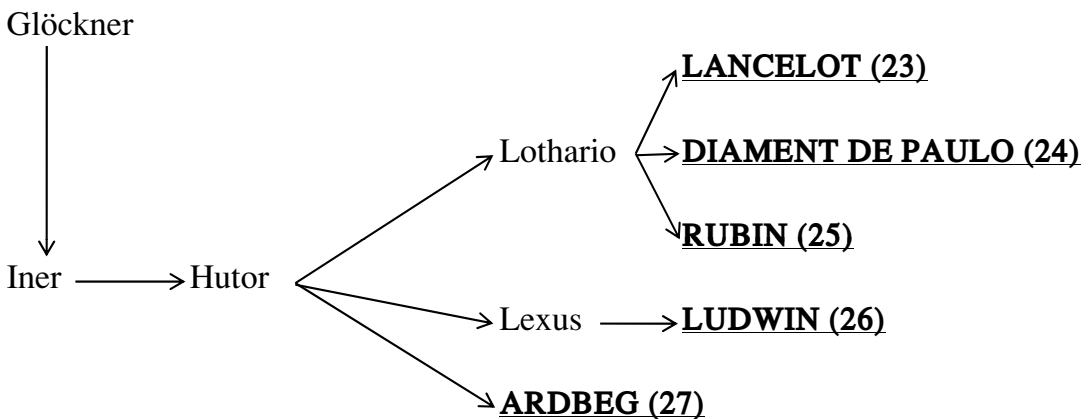 Glöckner
LANCELOT (23)
Lothario
DIAMENT DE PAULO (24)
RUBIN (25)
Iner
Hutor
Lexus
LUDWIN (26)
ARDBEG (27)